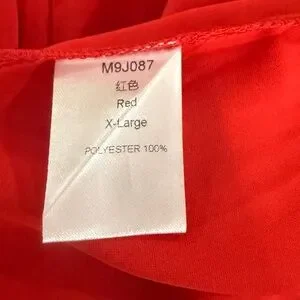 M9J087
红色
Red
X-Large
POLYESTER 100%